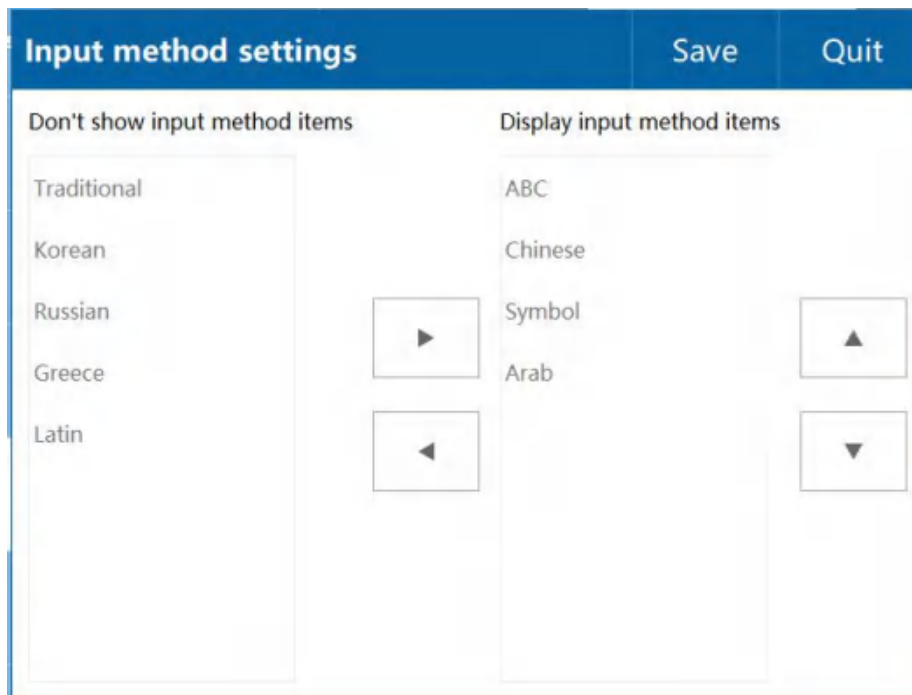 Input method settings Save Quit
Don't show input method items Display input method items
Traditional ABC
Korean Chinese
Russian Symbol
Greece Arab
Latin